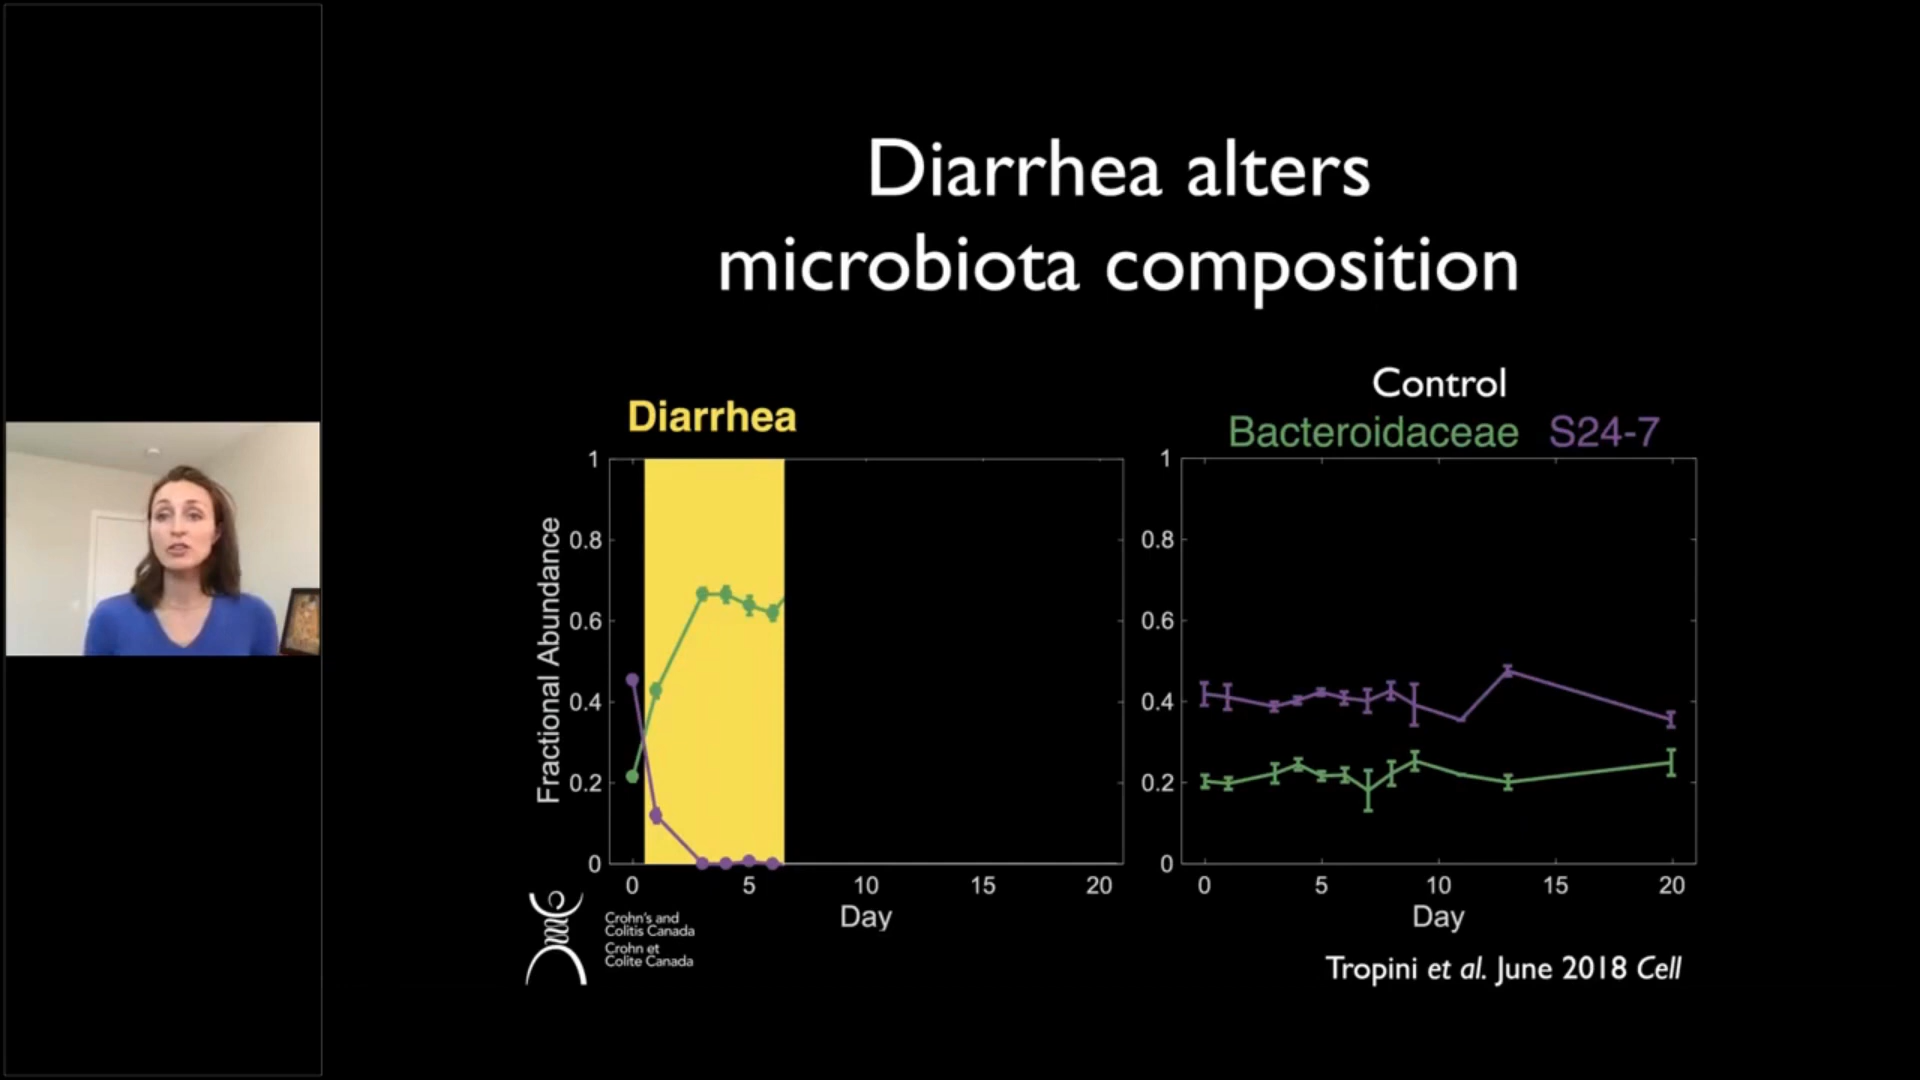 Diarrhea alters
microbiota composition
Diarrhea
Fractional Abundance
1
0.8
0.6
0.4
0.2
0
0 5 10 15 20
Day
Control
Bacteroidaceae S24-7
1
0.8
0.6
0.4
0.2
0
0 5 10 15 20
Day
Crohn's and
Colitis Canada
Crohn et
Colite Canada
Tropini et al. June 2018 Cell